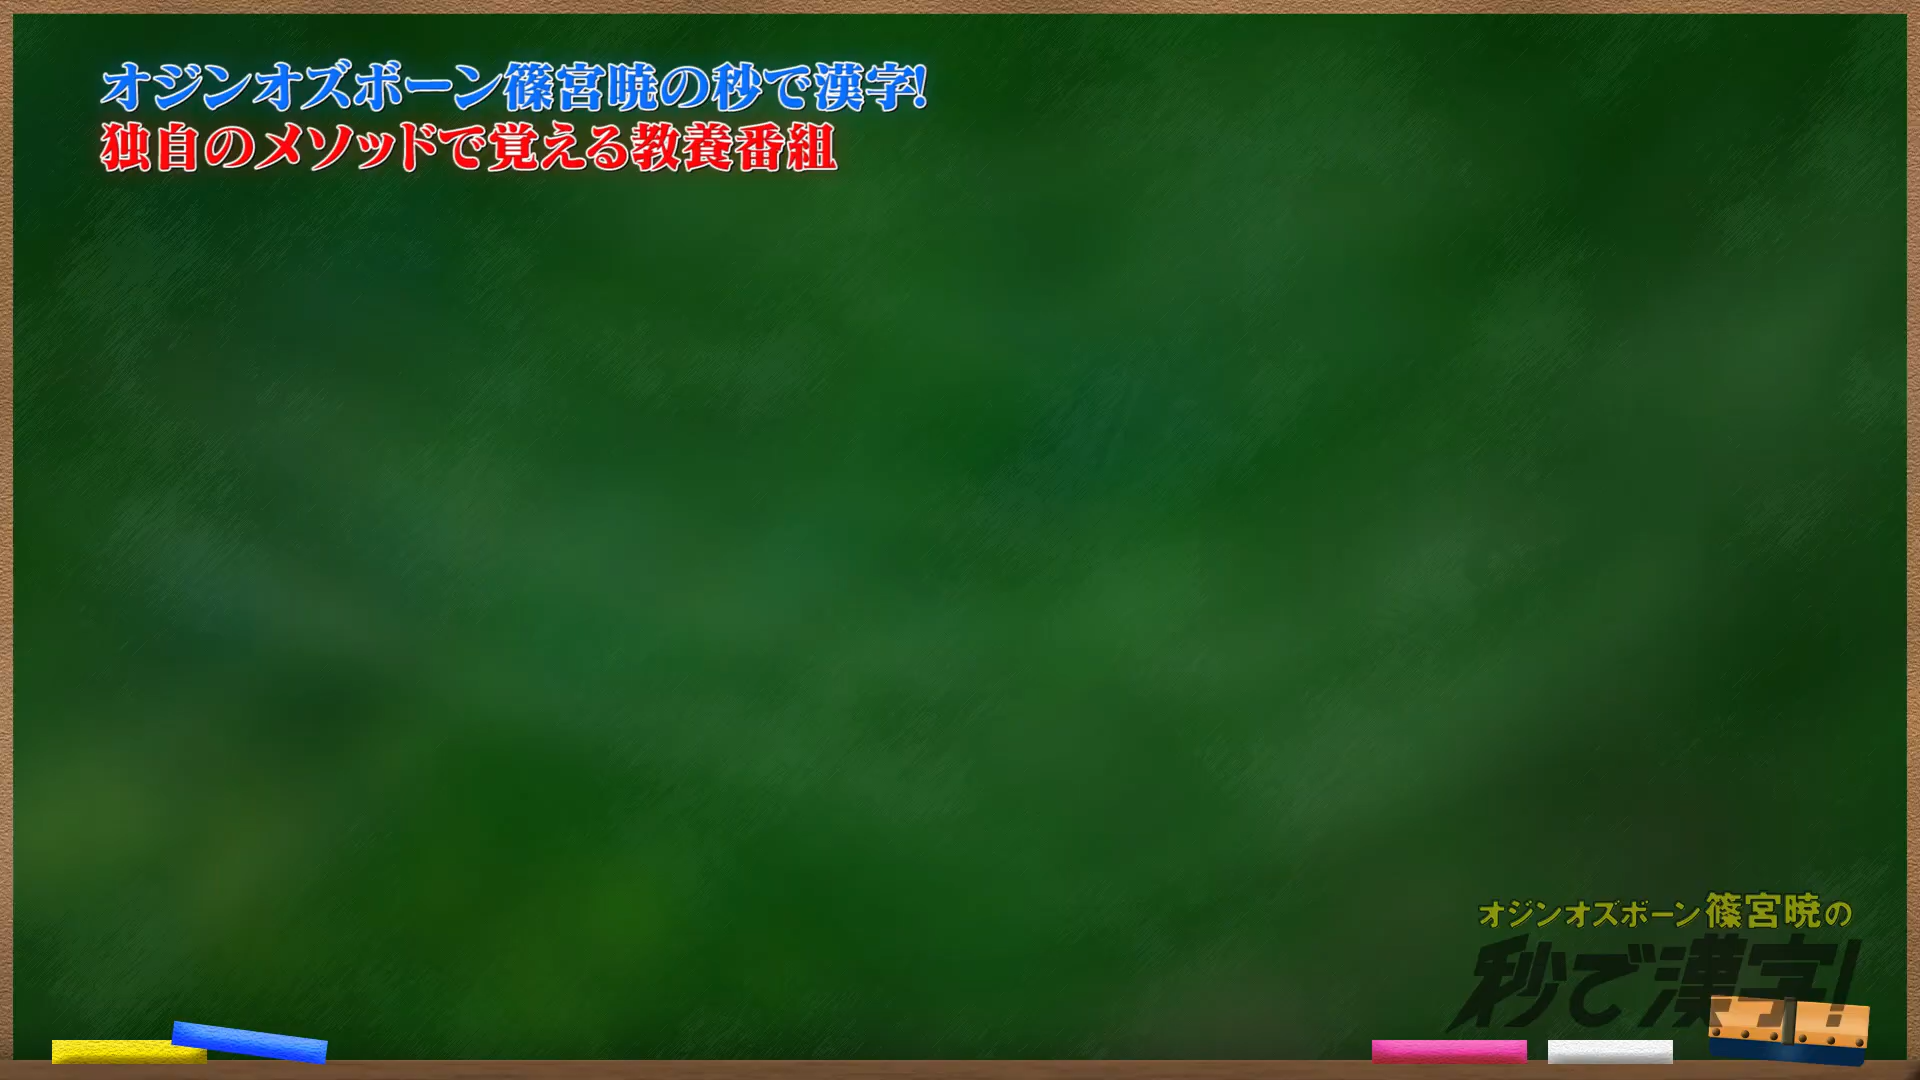 オジンオズボーン篠宮暁の秒で漢字!
独自のメソッドで覚える教養番組
オジンオズボーン篠宮暁の
秒で漢字!